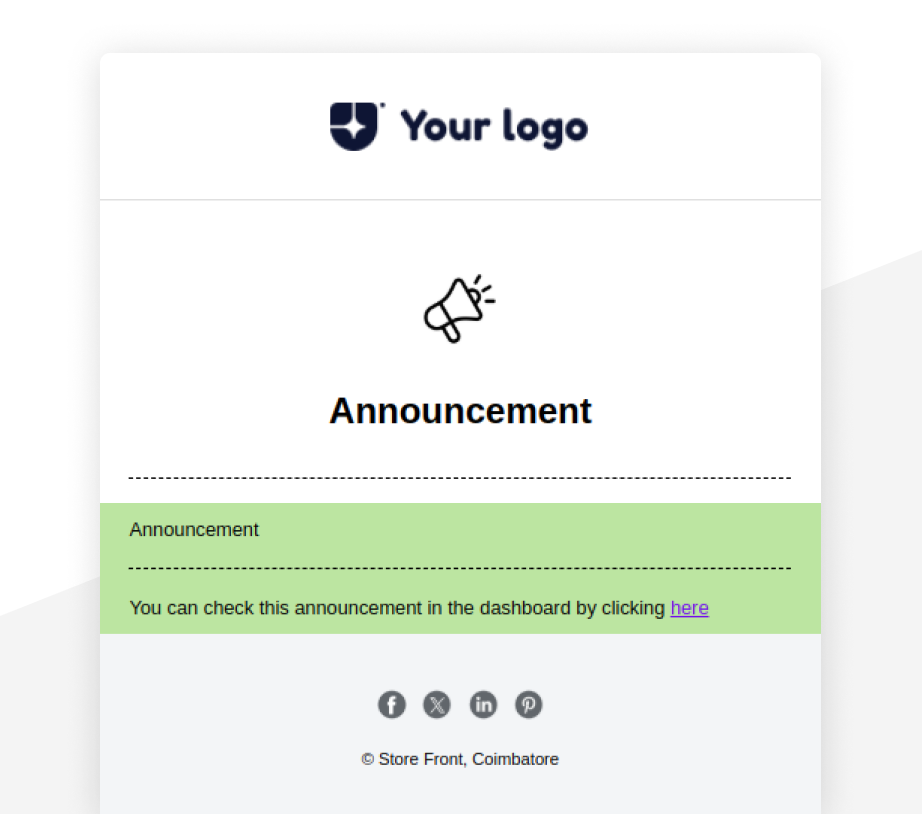 Your logo
Announcement
Announcement
You can check this announcement in the dashboard by clicking here
© Store Front, Coimbatore